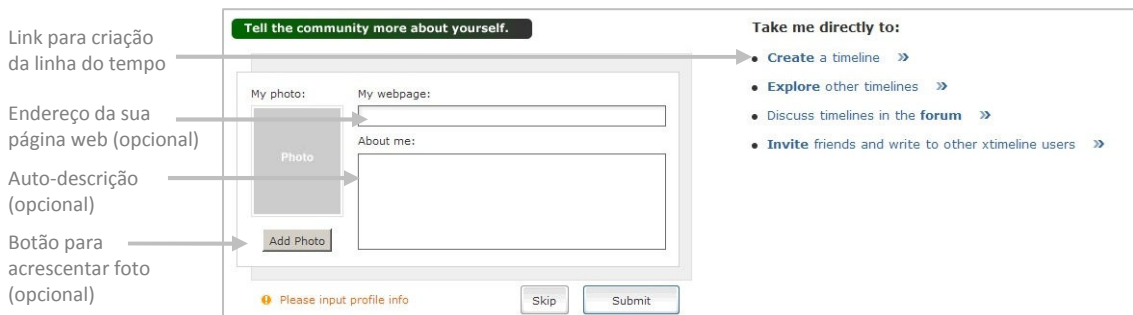 Link para criação
da linha do tempo
Endereço da sua
página web (opcional)
Auto-descrição
(opcional)
Botão para
acrescentar foto
(opcional)
Tell the community more about yourself.
My photo:
Photo
Add Photo
My webpage:
About me:
Please input profile info
Skip
Submit
Take me directly to:
• Create a timeline »
• Explore other timelines »
• Discuss timelines in the forum »
• Invite friends and write to other xtimeline users »